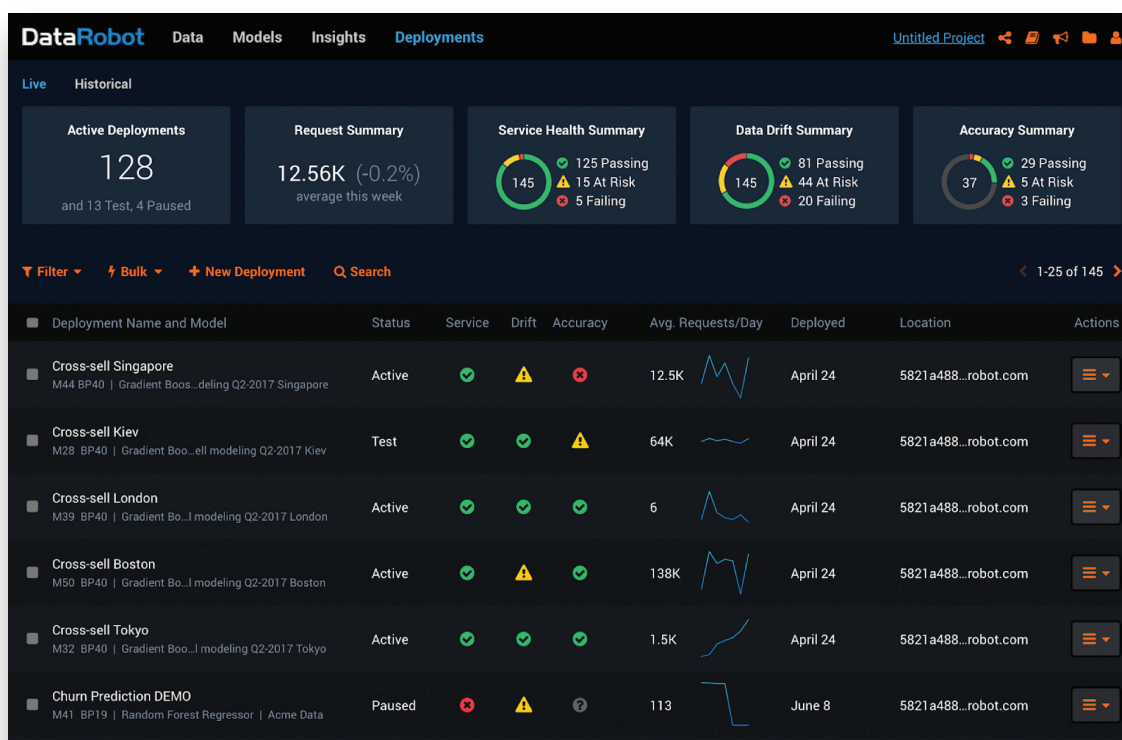 DataRobot Data Models Insights Deployments Untitled Project
Live Historical
Active Deployments
128
and 13 Test, 4 Paused
Request Summary
12.56K (-0.2%)
average this week
Service Health Summary
145
125 Passing
15 At Risk
5 Failing
Data Drift Summary
145
81 Passing
44 At Risk
20 Failing
Accuracy Summary
37
29 Passing
5 At Risk
3 Failing
Filter Bulk + New Deployment Search 1-25 of 145
Deployment Name and Model Status Service Drift Accuracy Avg. Requests/Day Deployed Location Actions
Cross-sell Singapore Active 12.5K April 24 5821a488...robot.com
M44 BP40 | Gradient Boos...deling Q2-2017 Singapore
Cross-sell Kiev Test 64K April 24 5821a488...robot.com
M28 BP40 | Gradient Boo...ell modeling Q2-2017 Kiev
Cross-sell London Active 6 April 24 5821a488...robot.com
M39 BP40 | Gradient Bo...l modeling Q2-2017 London
Cross-sell Boston Active 138K April 24 5821a488...robot.com
M50 BP40 | Gradient Bo...l modeling Q2-2017 Boston
Cross-sell Tokyo Active 1.5K April 24 5821a488...robot.com
M32 BP40 | Gradient Boo...l modeling Q2-2017 Tokyo
Churn Prediction DEMO Paused 113 June 8 5821a488...robot.com
M41 BP19 | Random Forest Regressor | Acme Data